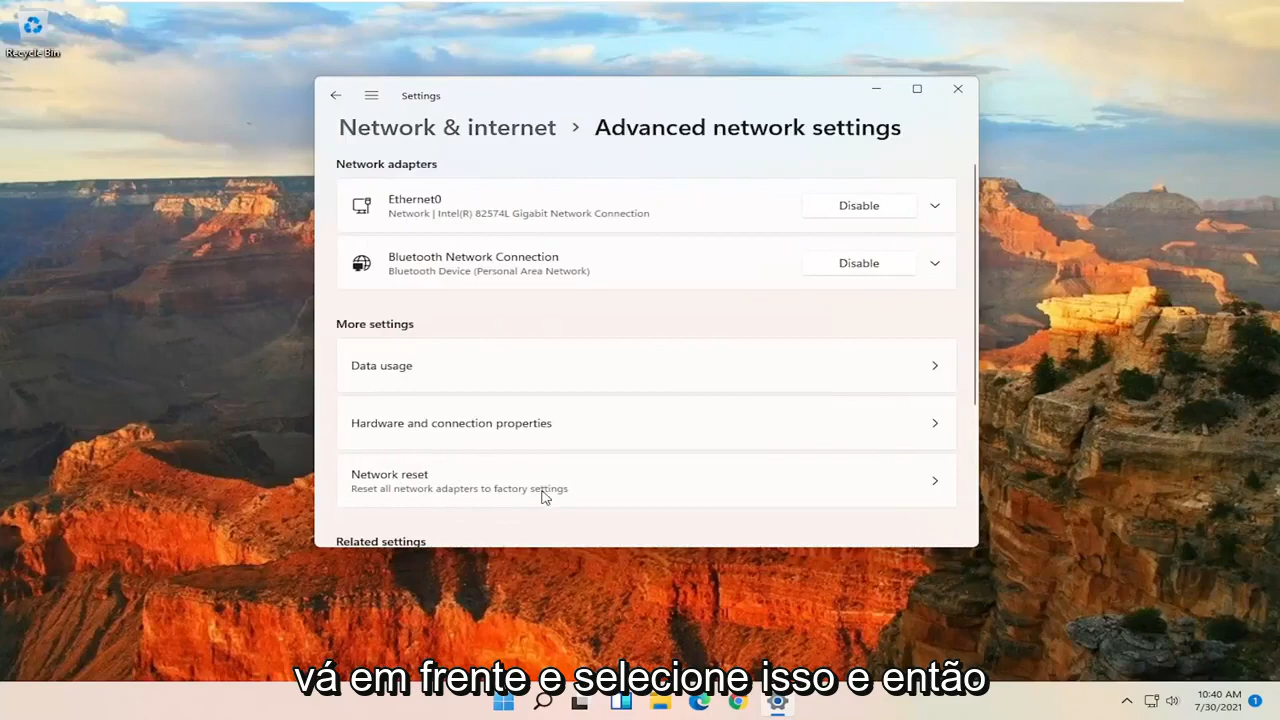 Recycle Bin
Settings
Network & internet > Advanced network settings
Network adapters
Ethernet0
Network | Intel(R) 82574L Gigabit Network Connection
Disable
Bluetooth Network Connection
Bluetooth Device (Personal Area Network)
Disable
More settings
Data usage
Hardware and connection properties
Network reset
Reset all network adapters to factory settings
Related settings
vá em frente e selecione isso e então
10:40 AM
7/30/2021
1